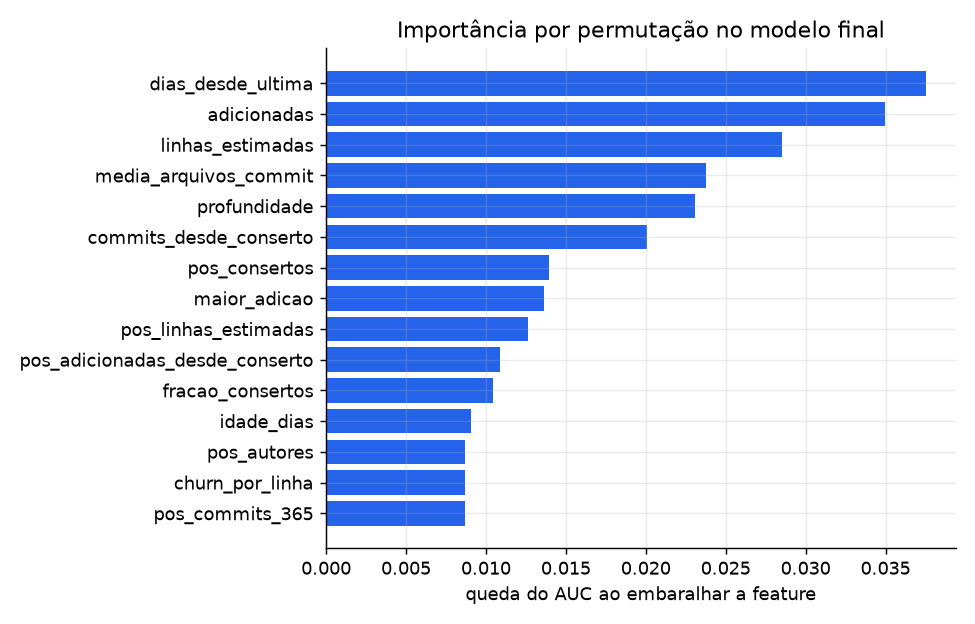 Importância por permutação no modelo final
dias_desde_ultima
adicionadas
linhas_estimadas
media_arquivos_commit
profundidade
commits_desde_conserto
pos_consertos
maior_adicao
pos_linhas_estimadas
pos_adicionadas_desde_conserto
fracao_consertos
idade_dias
pos_autores
churn_por_linha
pos_commits_365
0.000 0.005 0.010 0.015 0.020 0.025 0.030 0.035
queda do AUC ao embaralhar a feature